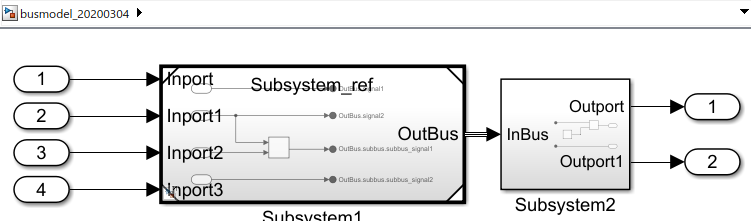 busmodel_20200304
1
2
3
4
Inport
Inport1
Inport2
Inport3
Subsystem_ref
OutBus.signal1
OutBus.signal2
OutBus.subbus.subbus_signal1
OutBus.subbus.subbus_signal2
OutBus
Subsystem1
InBus
Outport
Outport1
Subsystem2
1
2